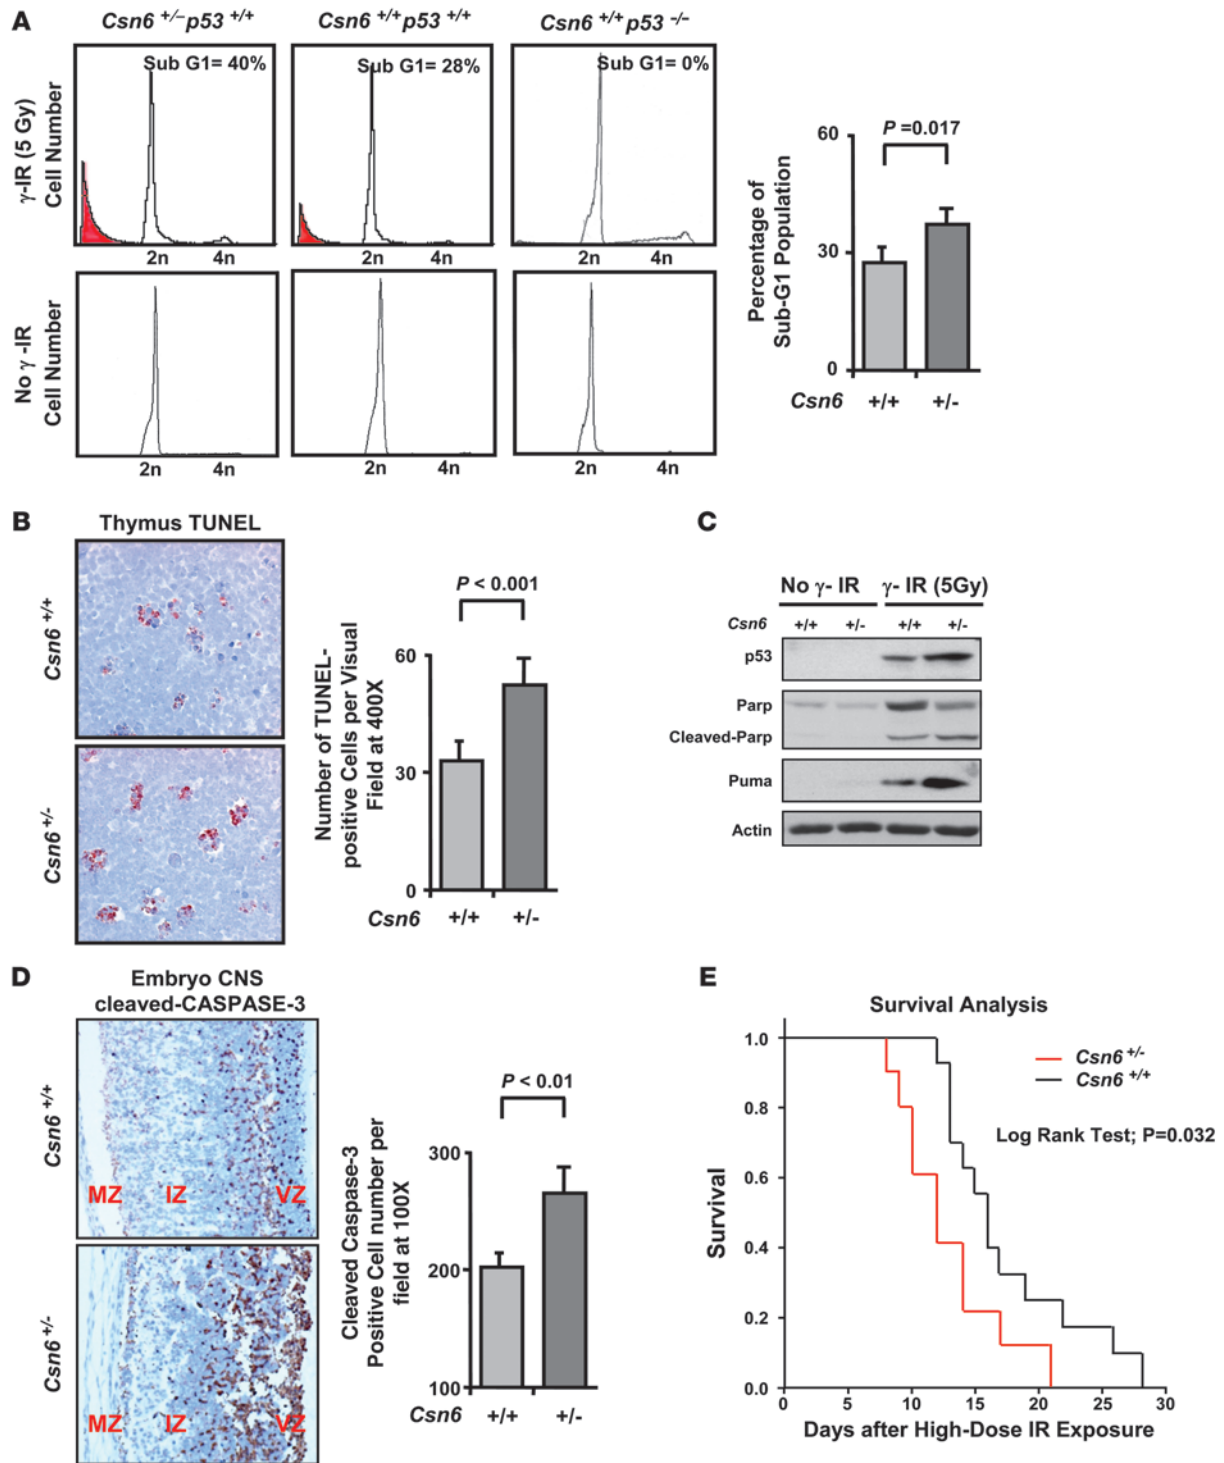 A
Csn6 +/– p53 +/+
Csn6 +/+ p53 +/+
Csn6 +/+ p53 –/–
γ-IR (5 Gy)
Cell Number
Sub G1= 40%
Sub G1= 28%
Sub G1= 0%
2n 4n
2n 4n
2n 4n
No γ -IR
Cell Number
2n 4n
2n 4n
2n 4n
P =0.017
Percentage of
Sub-G1 Population
60
30
0
Csn6 +/+ +/-
B
Thymus TUNEL
Csn6 +/+
Csn6 +/-
P < 0.001
Number of TUNEL-
positive Cells per Visual
Field at 400X
60
30
0
Csn6 +/+ +/-
C
No γ- IR γ- IR (5Gy)
Csn6 +/+ +/- +/+ +/-
p53
Parp
Cleaved-Parp
Puma
Actin
D
Embryo CNS
cleaved-CASPASE-3
Csn6 +/+
MZ IZ VZ
Csn6 +/-
MZ IZ VZ
P < 0.01
Cleaved Caspase-3
Positive Cell number per
field at 100X
300
200
100
Csn6 +/+ +/-
E
Survival Analysis
Csn6 +/-
Csn6 +/+
Log Rank Test; P=0.032
Survival
1.0
0.8
0.6
0.4
0.2
0.0
0 5 10 15 20 25 30
Days after High-Dose IR Exposure